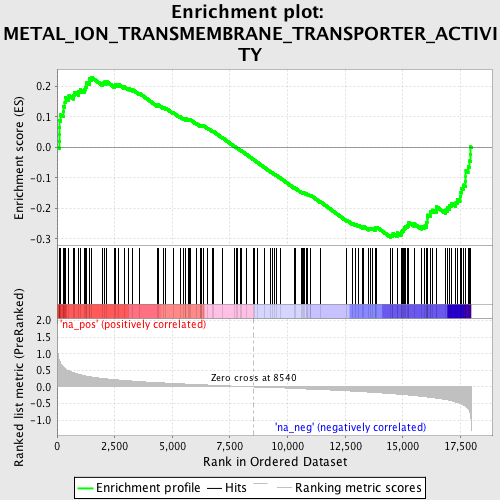 Enrichment plot:
METAL_ION_TRANSMEMBRANE_TRANSPORTER_ACTIVI
TY
Enrichment score (ES)
0.2
0.1
0.0
-0.1
-0.2
-0.3
Ranked list metric (PreRanked)
2.0
1.5
1.0
0.5
0.0
-0.5
-1.0
'na_pos' (positively correlated)
Zero cross at 8540
'na_neg' (negatively correlated)
0
2,500
5,000
7,500
10,000
12,500
15,000
17,500
Rank in Ordered Dataset
Enrichment profile
Hits
Ranking metric scores